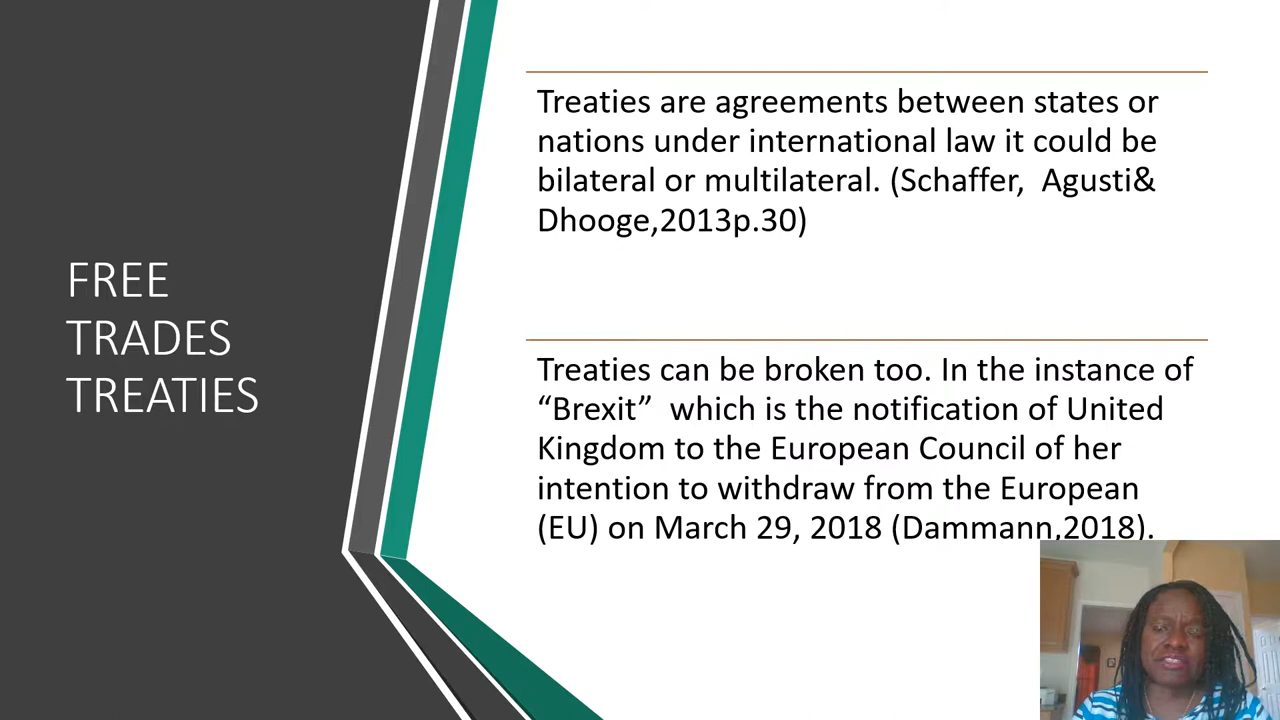 FREE
TRADES
TREATIES
Treaties are agreements between states or
nations under international law it could be
bilateral or multilateral. (Schaffer,  Agusti&
Dhooge,2013p.30)
Treaties can be broken too. In the instance of
“Brexit”  which is the notification of United
Kingdom to the European Council of her
intention to withdraw from the European
(EU) on March 29, 2018 (Dammann,2018).